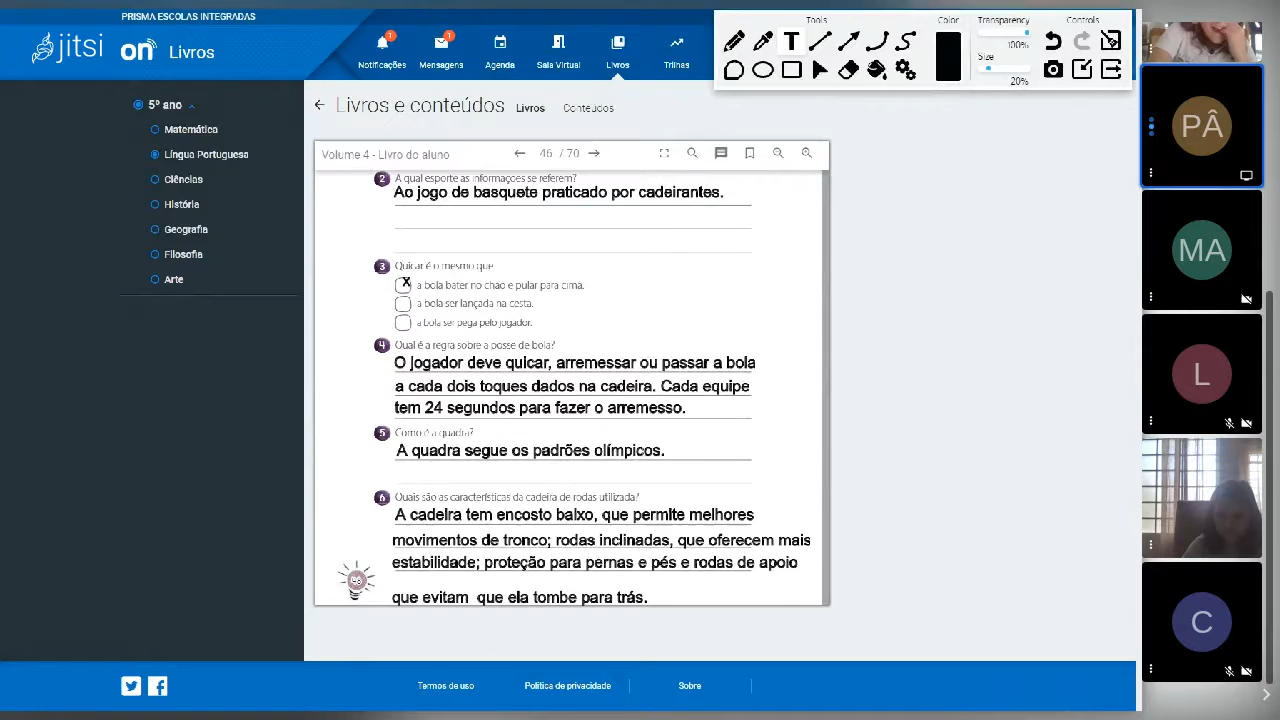 PRISMA ESCOLAS INTEGRADAS
jitsi on Livros
1
1
Notificações Mensagens Agenda Sala Virtual Livros Trilhas
Tools Color Transparency Controls
T
100%
Size
20%
5º ano
Matemática
Língua Portuguesa
Ciências
História
Geografia
Filosofia
Arte
Livros e conteúdos Livros Conteúdos
Volume 4 - Livro do aluno 46 / 70
2 A qual esporte as informações se referem?
Ao jogo de basquete praticado por cadeirantes.
3 Quicar é o mesmo que
X a bola bater no chão e pular para cima.
a bola ser lançada na cesta.
a bola ser pega pelo jogador.
4 Qual é a regra sobre a posse de bola?
O jogador deve quicar, arremessar ou passar a bola
a cada dois toques dados na cadeira. Cada equipe
tem 24 segundos para fazer o arremesso.
5 Como é a quadra?
A quadra segue os padrões olímpicos.
6 Quais são as características da cadeira de rodas utilizada?
A cadeira tem encosto baixo, que permite melhores
movimentos de tronco; rodas inclinadas, que oferecem mais
estabilidade; proteção para pernas e pés e rodas de apoio
que evitam que ela tombe para trás.
Termos de uso Política de privacidade Sobre
PÂ
MA
L
C